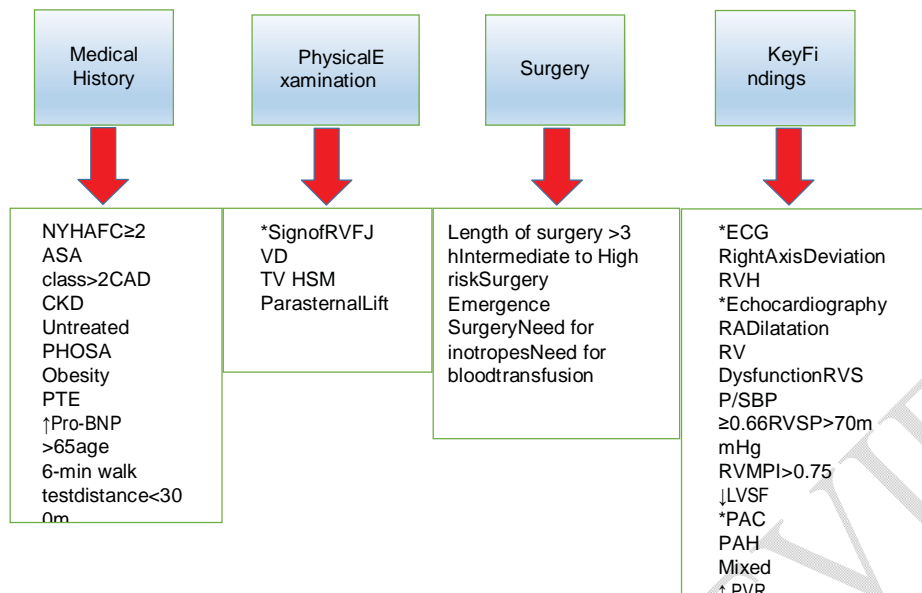 Medical
History
PhysicalE
xamination
Surgery
KeyFi
ndings
NYHAFC≥2
ASA
class>2CAD
CKD
Untreated
PHOSA
Obesity
PTE
↑Pro-BNP
>65age
6-min walk
testdistance<30
0m
*SignofRVFJ
VD
TV HSM
ParasternalLift
Length of surgery >3
hIntermediate to High
riskSurgery
Emergence
SurgeryNeed for
inotropesNeed for
bloodtransfusion
*ECG
RightAxisDeviation
RVH
*Echocardiography
RADilatation
RV
DysfunctionRVS
P/SBP
≥0.66RVSP>70m
mHg
RVMPI>0.75
↓LVSF
*PAC
PAH
Mixed
↑PVR